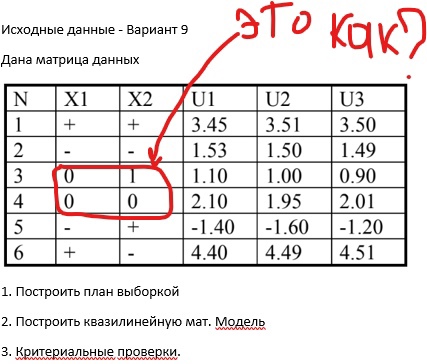 Исходные данные - Вариант 9
это как?
Дана матрица данных
N X1 X2 U1 U2 U3
1 + + 3.45 3.51 3.50
2 - - 1.53 1.50 1.49
3 0 1 1.10 1.00 0.90
4 0 0 2.10 1.95 2.01
5 - + -1.40 -1.60 -1.20
6 + - 4.40 4.49 4.51
1. Построить план выборкой
2. Построить квазилинейную мат. Модель
3. Критериальные проверки.